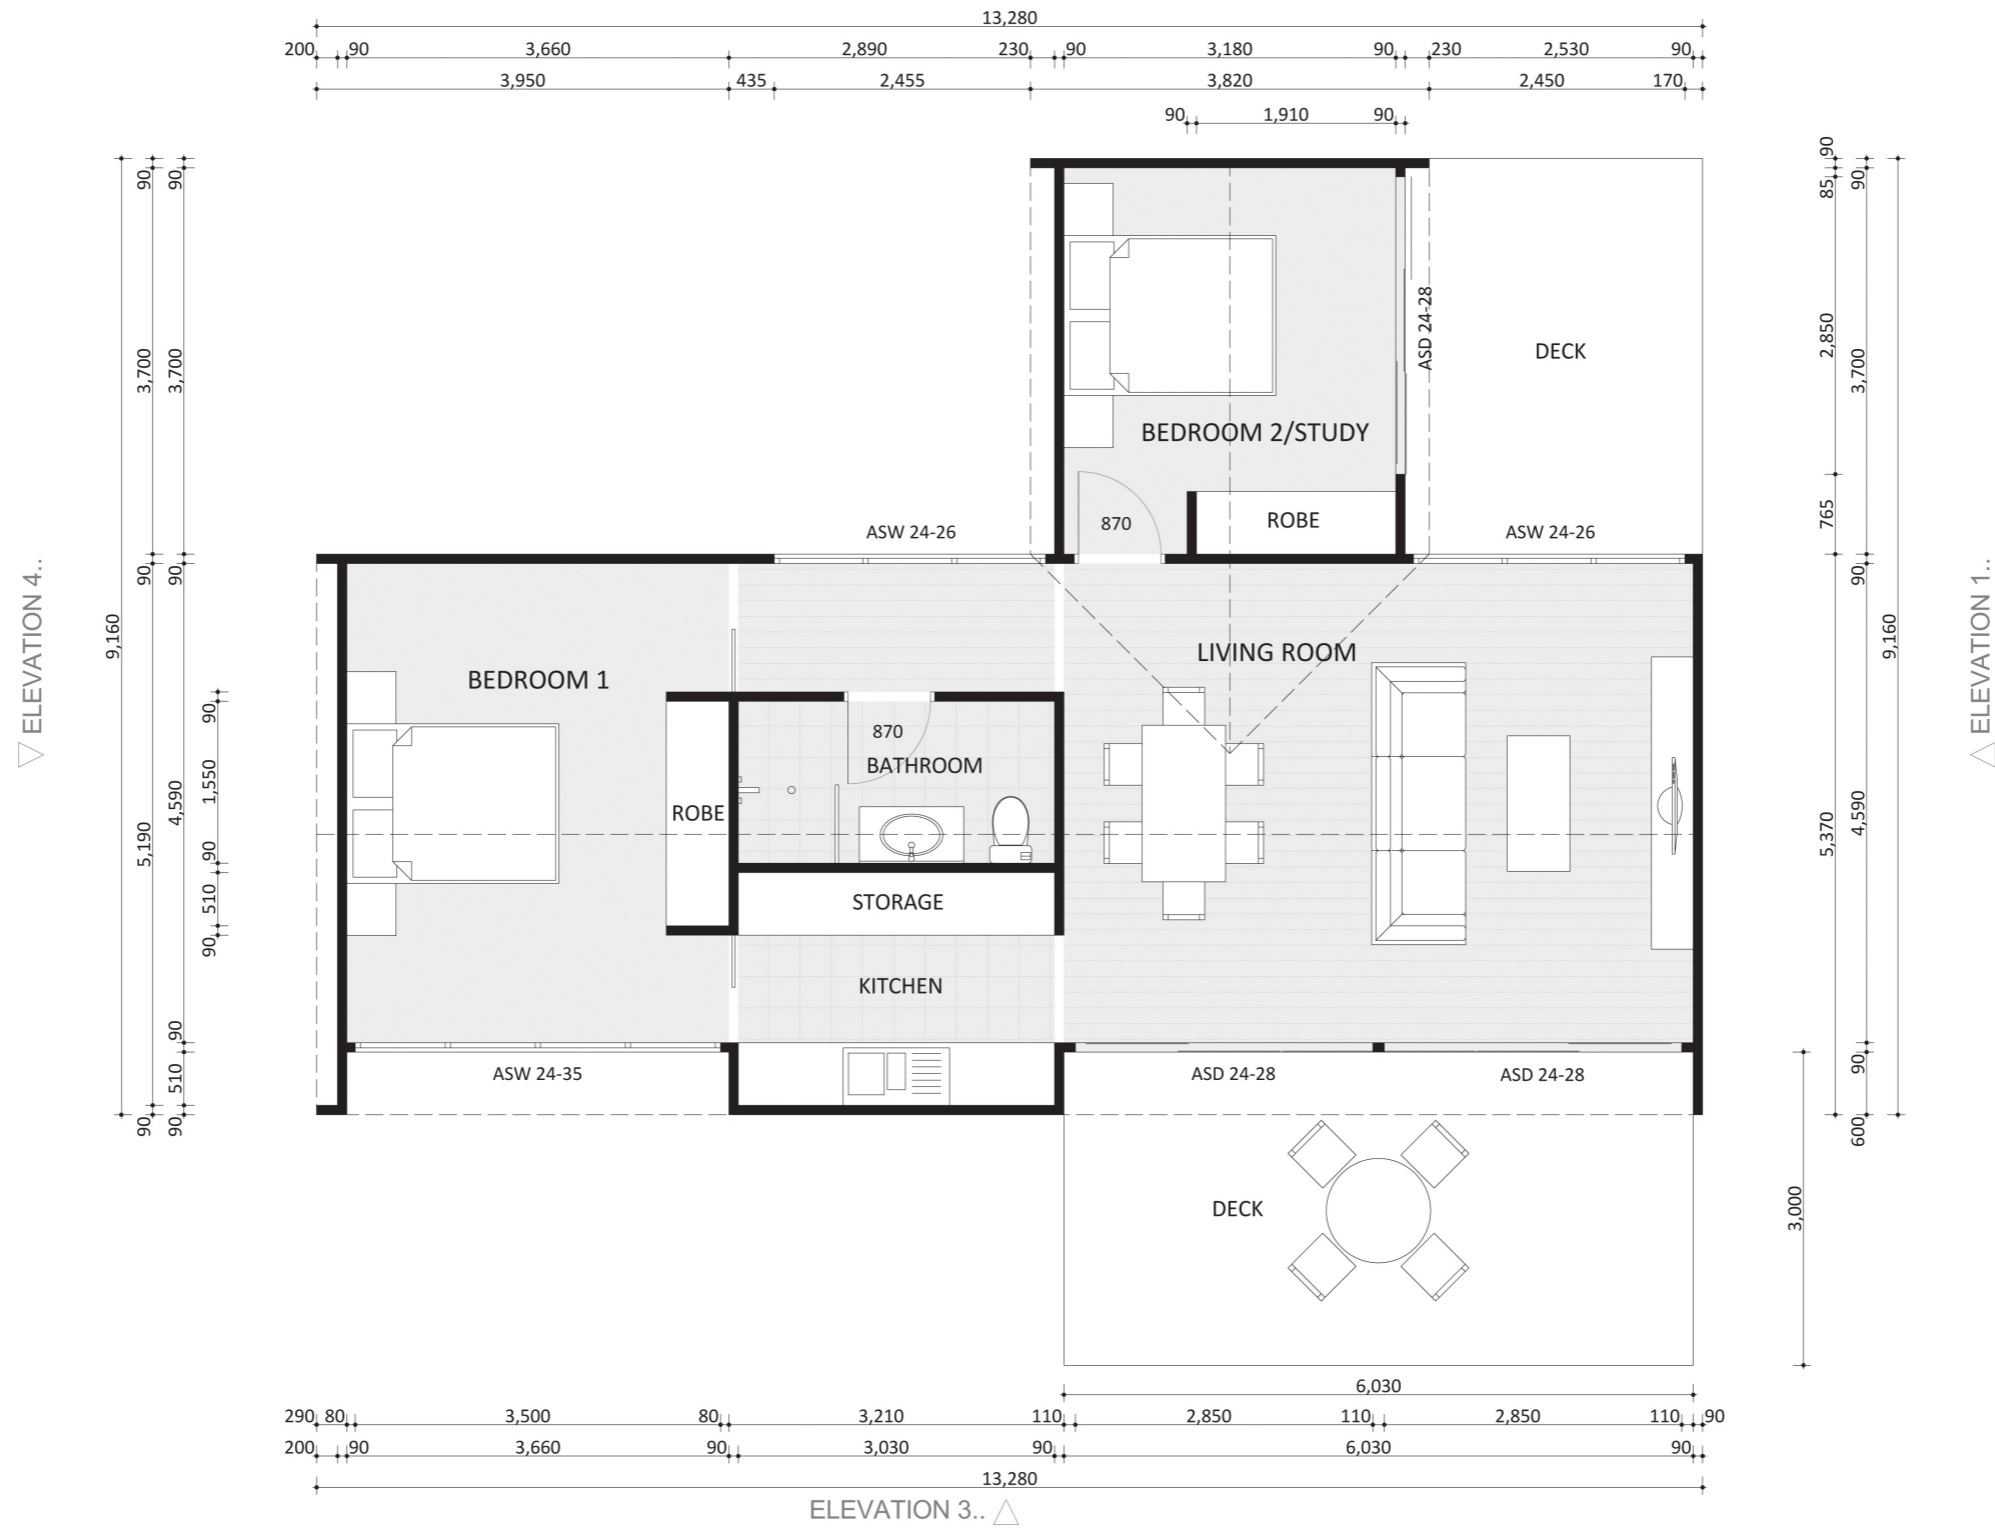 13,280
200 90 3,660 2,890 230 90 3,180 90 230 2,530 90
3,950 435 2,455 3,820 2,450 170
90 1,910 90
90 90 90 90
85
3,700 3,700 2,850 3,700
ASD 24-28
DECK
BEDROOM 2/STUDY
765
870 ROBE
ASW 24-26 ASW 24-26
90 90 90
ELEVATION 4.. ELEVATION 1..
9,160 9,160
LIVING ROOM
BEDROOM 1
90
870
BATHROOM
1,550
4,590 4,590
ROBE
5,190 5,370
90
510 STORAGE
90
KITCHEN
90 90
510
ASW 24-35 ASD 24-28 ASD 24-28
90 90 600
DECK
3,000
6,030
290 80 3,500 80 3,210 110 2,850 110 2,850 110 90
200 90 3,660 90 3,030 90 6,030 90
13,280
ELEVATION 3..